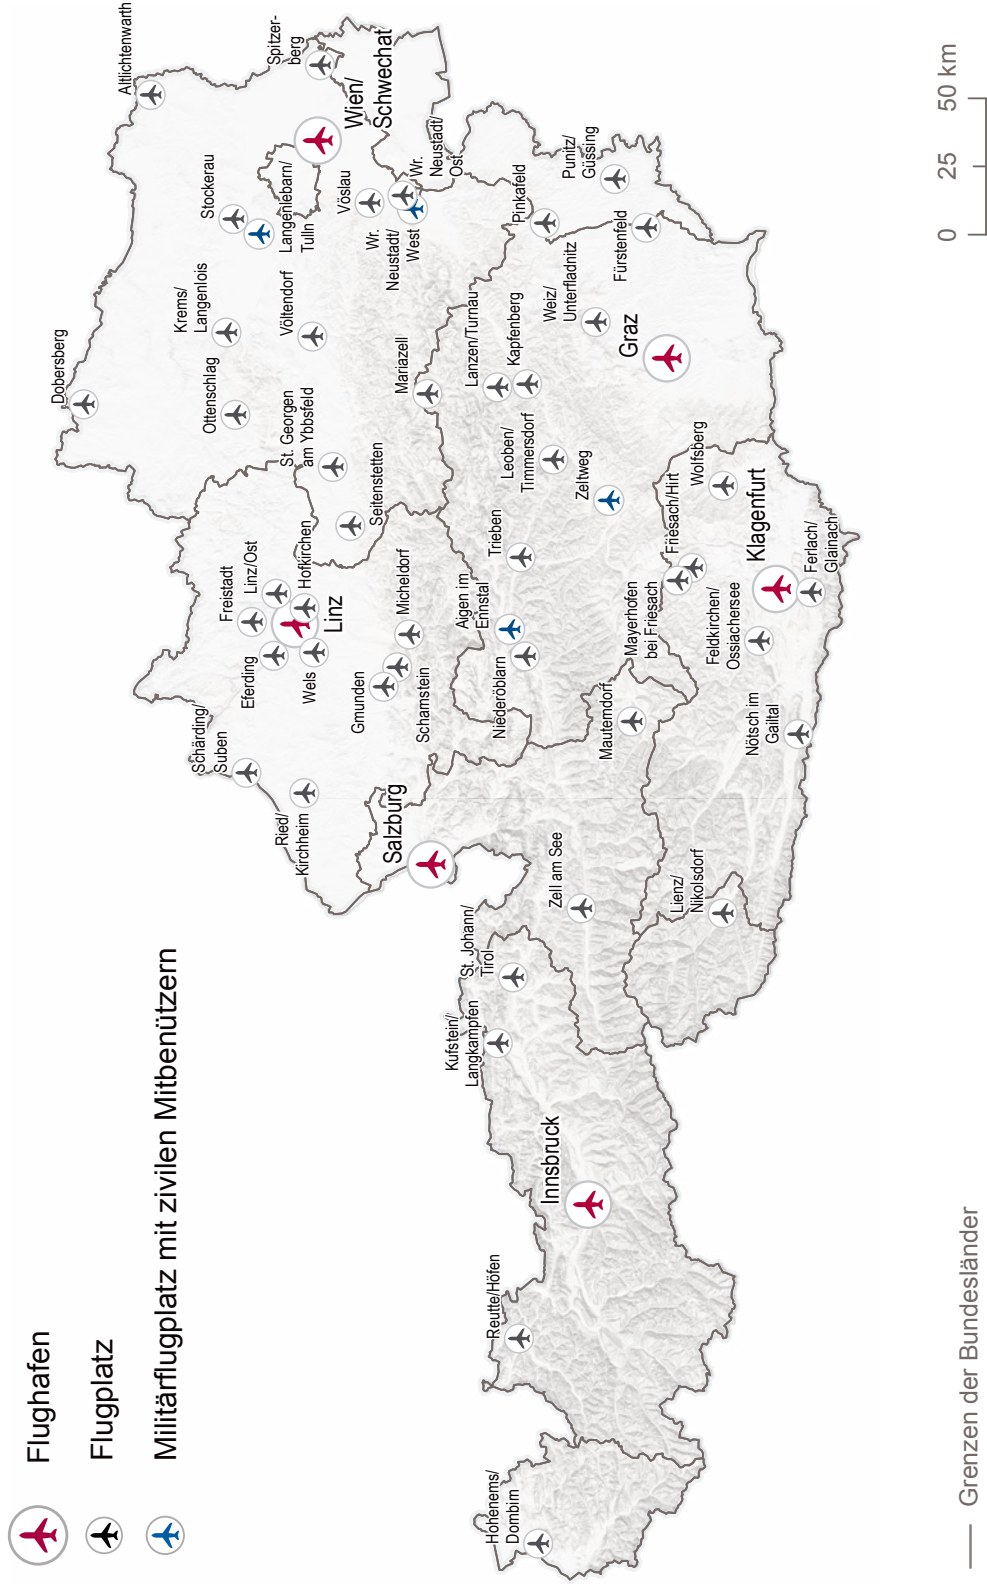 Flughafen
Flugplatz
Militärflugplatz mit zivilen Mitbenützern
Hohenems/
Dornbirn
Reutte/Höfen
Innsbruck
Kufstein/
Langkampfen
St. Johann/
Tirol
Zell am See
Lienz/
Nikolsdorf
Salzburg
Ried/
Kirchheim
Schärding/
Suben
Mauterndorf
Nötsch im
Gailtal
Gmunden
Scharnstein
Micheldorf
Wels
Eferding
Linz
Freistadt
Linz/Ost
Hofkirchen
Niederöblarn
Aigen im
Ennstal
Trieben
Mayerhofen
bei Friesach
Friesach/Hirt
Feldkirchen/
Ossiachersee
Klagenfurt
Ferlach/
Glainach
Wolfsberg
Seitenstetten
St. Georgen
am Ybbsfeld
Zeltweg
Leoben/
Timmersdorf
Dobersberg
Ottenschlag
Mariazell
Lanzen/Turnau
Kapfenberg
Krems/
Langenlois
Völtendorf
Graz
Weiz/
Unterfladnitz
Fürstenfeld
Pinkafeld
Punitz/
Güssing
Stockerau
Langenlebarn/
Tulln
Vöslau
Wr.
Neustadt/
West
Wr.
Neustadt/
Ost
Wien/
Schwechat
Spitzer-
berg
Altlichtenwarth
Grenzen der Bundesländer
0 25 50 km